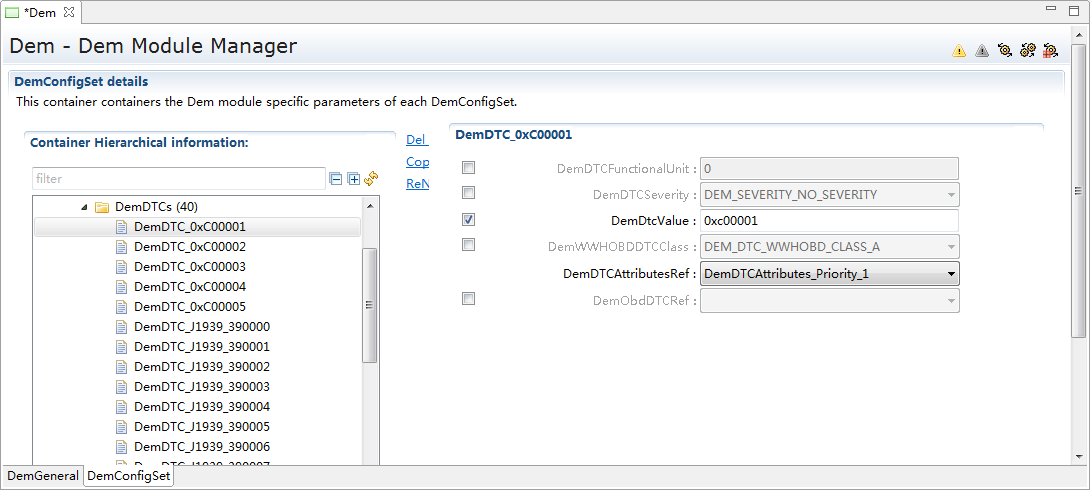 *Dem
Dem - Dem Module Manager
DemConfigSet details
This container containers the Dem module specific parameters of each DemConfigSet.
Container Hierarchical information:
filter
DemDTCs (40)
DemDTC_0xC00001
DemDTC_0xC00002
DemDTC_0xC00003
DemDTC_0xC00004
DemDTC_0xC00005
DemDTC_J1939_390000
DemDTC_J1939_390001
DemDTC_J1939_390002
DemDTC_J1939_390003
DemDTC_J1939_390004
DemDTC_J1939_390005
DemDTC_J1939_390006
DemDTC_J1939_390007
Del
Cop
ReN
DemDTC_0xC00001
DemDTCFunctionalUnit : 0
DemDTCSeverity : DEM_SEVERITY_NO_SEVERITY
DemDtcValue : 0xc00001
DemWWHOBDDTCClass : DEM_DTC_WWHOBD_CLASS_A
DemDTCAttributesRef : DemDTCAttributes_Priority_1
DemObdDTCRef :
DemGeneral DemConfigSet